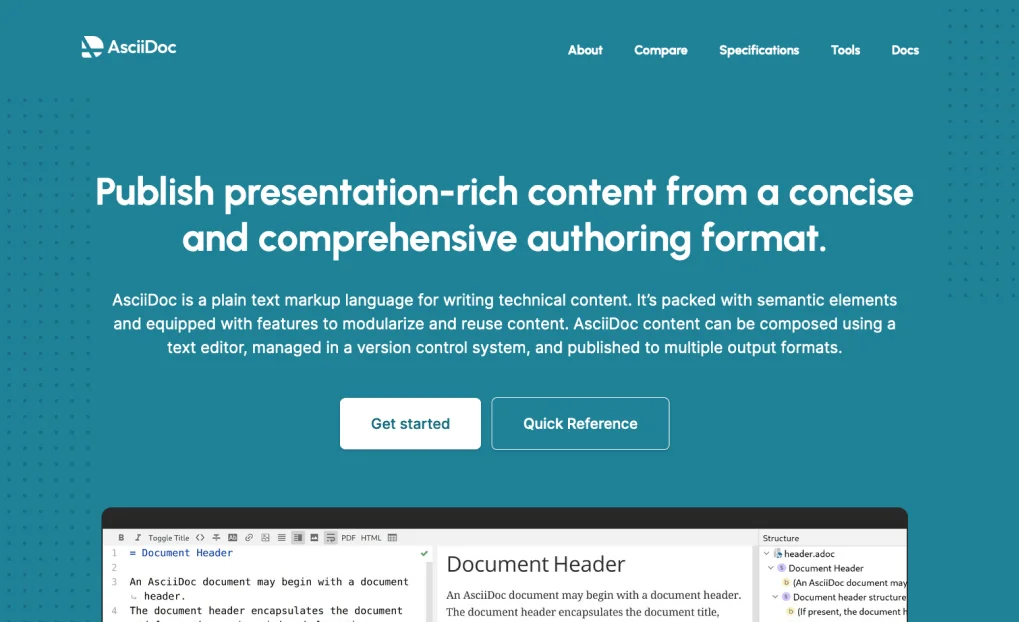 AsciiDoc
About Compare Specifications Tools Docs
Publish presentation-rich content from a concise
and comprehensive authoring format.
AsciiDoc is a plain text markup language for writing technical content. It’s packed with semantic elements
and equipped with features to modularize and reuse content. AsciiDoc content can be composed using a
text editor, managed in a version control system, and published to multiple output formats.
Get started Quick Reference
B I Toggle Title PDF HTML
1 = Document Header
2
3 An AsciiDoc document may begin with a document
header.
4 The document header encapsulates the document
Document Header
An AsciiDoc document may begin with a document header.
The document header encapsulates the document title,
Structure
header.adoc
Document Header
(An AsciiDoc document may
Document header structure
(If present, the document h